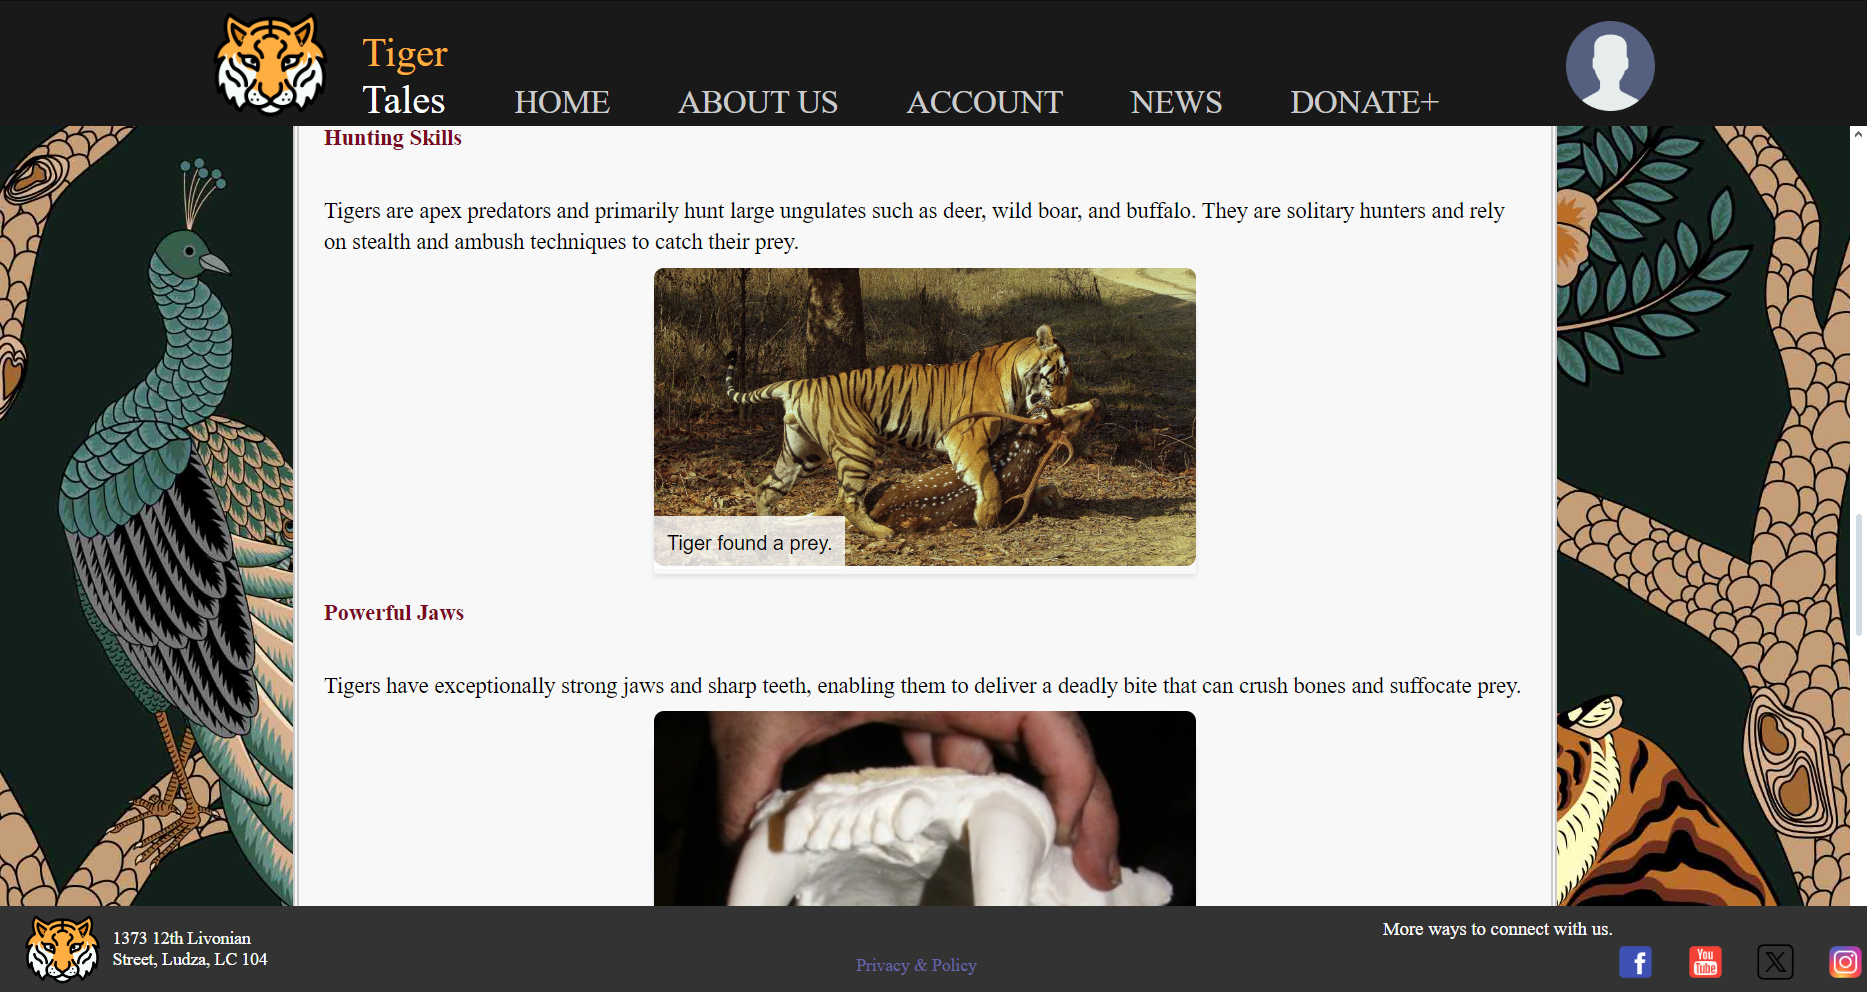 Tiger
Tales
HOME
ABOUT US
ACCOUNT
NEWS
DONATE+
Hunting Skills
Tigers are apex predators and primarily hunt large ungulates such as deer, wild boar, and buffalo. They are solitary hunters and rely
on stealth and ambush techniques to catch their prey.
Tiger found a prey.
Powerful Jaws
Tigers have exceptionally strong jaws and sharp teeth, enabling them to deliver a deadly bite that can crush bones and suffocate prey.
1373 12th Livonian
Street, Ludza, LC 104
Privacy & Policy
More ways to connect with us.
f
You
Tube
X